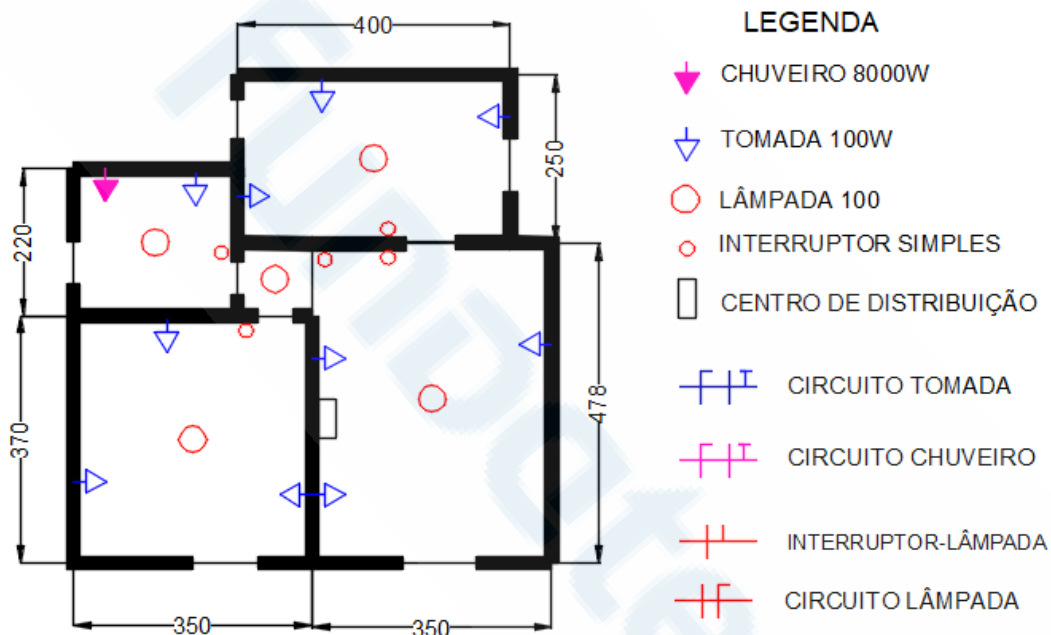 400
LEGENDA
CHUVEIRO 8000W
TOMADA 100W
LÂMPADA 100
INTERRUPTOR SIMPLES
CENTRO DE DISTRIBUIÇÃO
CIRCUITO TOMADA
CIRCUITO CHUVEIRO
INTERRUPTOR-LÂMPADA
CIRCUITO LÂMPADA
250
220
370
478
350
350
Fundatec